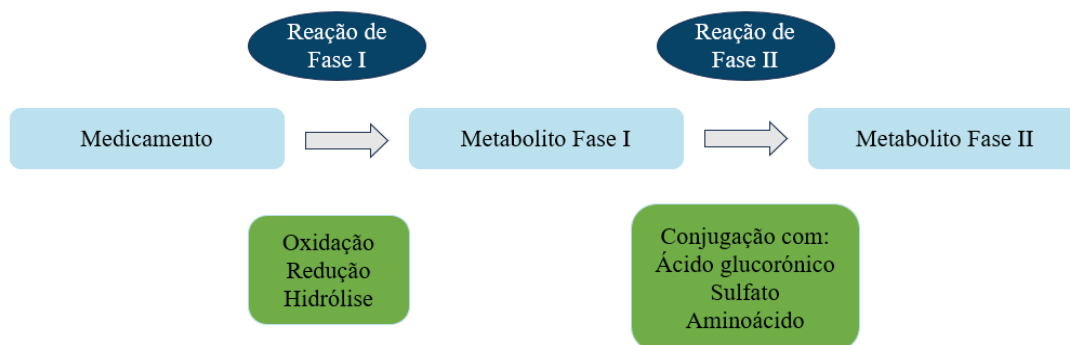 Reação de
Fase I
Reação de
Fase II
Medicamento
Metabolito Fase I
Metabolito Fase II
Oxidação
Redução
Hidrólise
Conjugação com:
Ácido glucorónico
Sulfato
Aminoácido